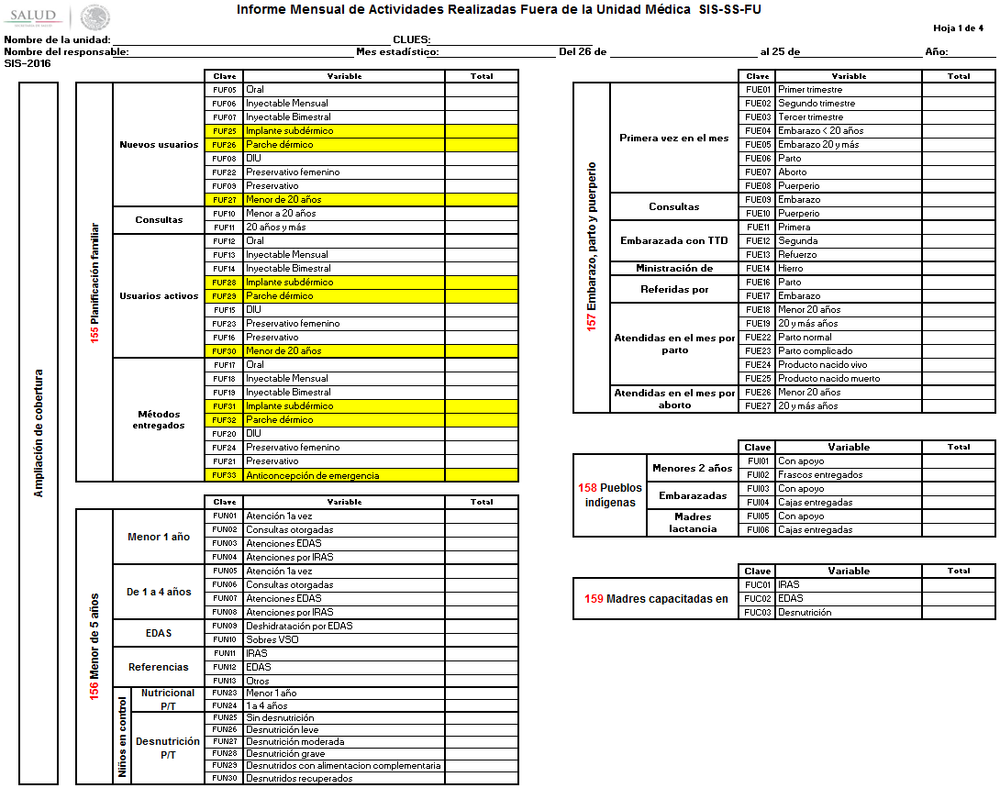 SALUD
SECRETARÍA DE SALUD
Informe Mensual de Actividades Realizadas Fuera de la Unidad Médica SIS-SS-FU
Hoja 1 de 4
Nombre de la unidad: CLUES:
Nombre del responsable: Mes estadístico: Del 26 de al 25 de Año:
SIS-2016
Ampliación de cobertura
155 Planificación familiar
Clave Variable Total
Nuevos usuarios
FUF05 Oral
FUF06 Inyectable Mensual
FUF07 Inyectable Bimestral
FUF25 Implante subdérmico
FUF26 Parche dérmico
FUF08 DIU
FUF22 Preservativo femenino
FUF09 Preservativo
FUF27 Menor de 20 años
Consultas
FUF10 Menor a 20 años
FUF11 20 años y más
Usuarios activos
FUF12 Oral
FUF13 Inyectable Mensual
FUF14 Inyectable Bimestral
FUF28 Implante subdérmico
FUF29 Parche dérmico
FUF15 DIU
FUF23 Preservativo femenino
FUF16 Preservativo
FUF30 Menor de 20 años
Métodos
entregados
FUF17 Oral
FUF18 Inyectable Mensual
FUF19 Inyectable Bimestral
FUF31 Implante subdérmico
FUF32 Parche dérmico
FUF20 DIU
FUF24 Preservativo femenino
FUF21 Preservativo
FUF33 Anticoncepción de emergencia
156 Menor de 5 años
Clave Variable Total
Menor 1 año
FUN01 Atención 1a vez
FUN02 Consultas otorgadas
FUN03 Atenciones EDAS
FUN04 Atenciones por IRAS
De 1 a 4 años
FUN05 Atención 1a vez
FUN06 Consultas otorgadas
FUN07 Atenciones EDAS
FUN08 Atenciones por IRAS
EDAS
FUN09 Deshidratación por EDAS
FUN10 Sobres VSO
Referencias
FUN11 IRAS
FUN12 EDAS
FUN13 Otros
Niños en control
Nutricional
P/T
FUN23 Menor 1 año
FUN24 1 a 4 años
Desnutrición
P/T
FUN25 Sin desnutrición
FUN26 Desnutrición leve
FUN27 Desnutrición moderada
FUN28 Desnutrición grave
FUN29 Desnutridos con alimentacion complementaria
FUN30 Desnutridos recuperados
157 Embarazo, parto y puerperio
Clave Variable Total
Primera vez en el mes
FUE01 Primer trimestre
FUE02 Segundo trimestre
FUE03 Tercer trimestre
FUE04 Embarazo < 20 años
FUE05 Embarazo 20 y más
FUE06 Parto
FUE07 Aborto
FUE08 Puerperio
Consultas
FUE09 Embarazo
FUE10 Puerperio
Embarazada con TTD
FUE11 Primera
FUE12 Segunda
FUE13 Refuerzo
Ministración de
FUE14 Hierro
Referidas por
FUE16 Parto
FUE17 Embarazo
Atendidas en el mes por
parto
FUE18 Menor 20 años
FUE19 20 y más años
FUE22 Parto normal
FUE23 Parto complicado
FUE24 Producto nacido vivo
FUE25 Producto nacido muerto
Atendidas en el mes por
aborto
FUE26 Menor 20 años
FUE27 20 y más años
Clave Variable Total
158 Pueblos
indígenas
Menores 2 años
FUI01 Con apoyo
FUI02 Frascos entregados
Embarazadas
FUI03 Con apoyo
FUI04 Cajas entregadas
Madres
lactancia
FUI05 Con apoyo
FUI06 Cajas entregadas
Clave Variable Total
159 Madres capacitadas en
FUC01 IRAS
FUC02 EDAS
FUC03 Desnutrición